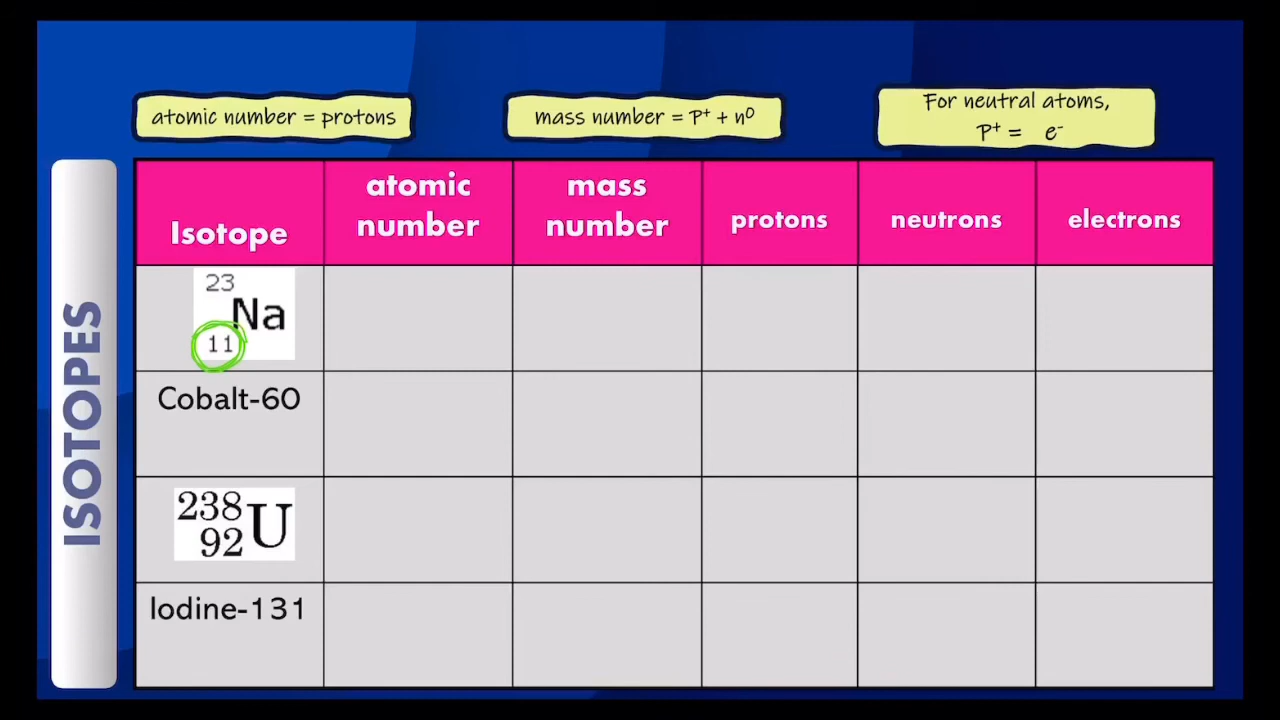 atomic number = protons
mass number = P⁺ + n⁰
For neutral atoms,
P⁺ = e⁻
ISOTOPES
Isotope
atomic
number
mass
number
protons
neutrons
electrons
23
Na
11
Cobalt-60
238
92
U
Iodine-131